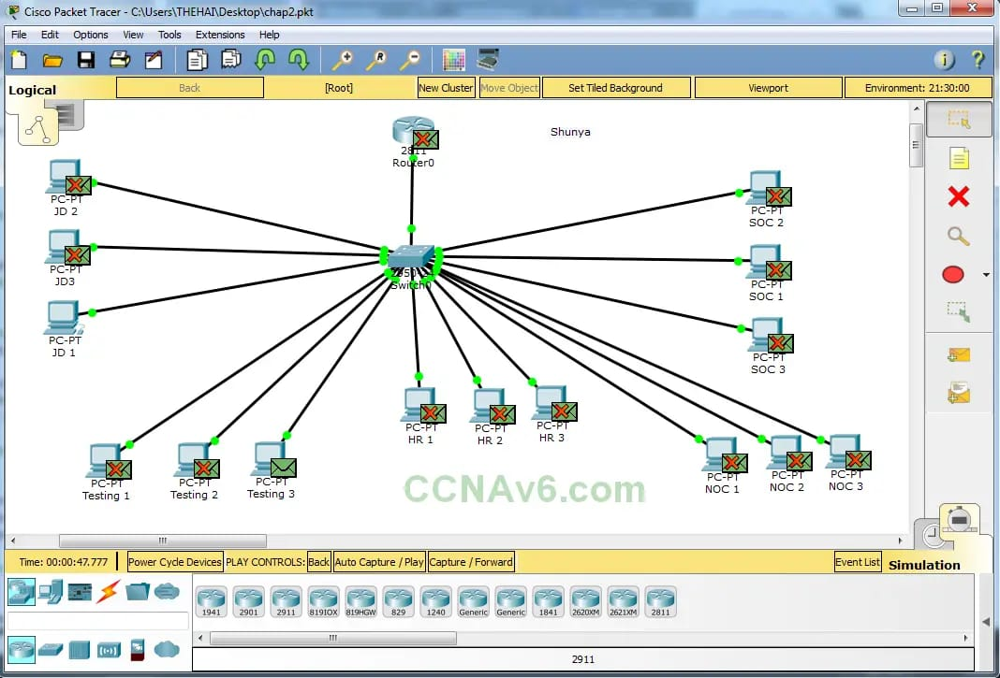 Cisco Packet Tracer - C:\Users\THEHAI\Desktop\chap2.pkt
File Edit Options View Tools Extensions Help
Logical
Back
[Root]
New Cluster
Move Object
Set Tiled Background
Viewport
Environment: 21:30:00
Shunya
2811
Router0
PC-PT
JD 2
PC-PT
JD3
PC-PT
JD 1
PC-PT
SOC 2
PC-PT
SOC 1
PC-PT
SOC 3
Switch0
PC-PT
HR 1
PC-PT
HR 2
PC-PT
HR 3
PC-PT
Testing 1
PC-PT
Testing 2
PC-PT
Testing 3
PC-PT
NOC 1
PC-PT
NOC 2
PC-PT
NOC 3
CCNAv6.com
Time: 00:00:47.777
Power Cycle Devices
PLAY CONTROLS:
Back
Auto Capture / Play
Capture / Forward
Event List
Simulation
1941
2901
2911
819IOX
819HGW
829
1240
Generic
Generic
1841
2620XM
2621XM
2811
2911